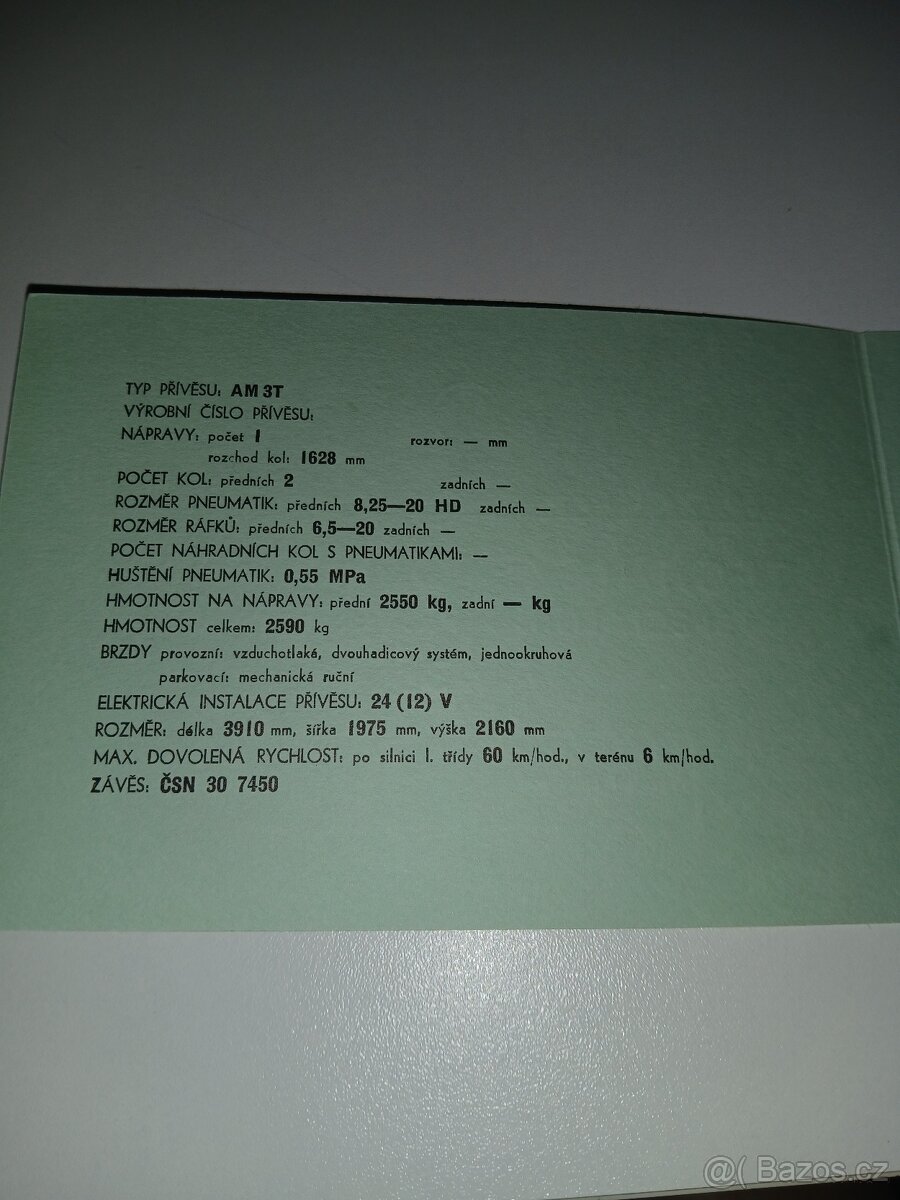 TYP PŘÍVĚSU: AM 3T
VÝROBNÍ ČÍSLO PŘÍVĚSU:
NÁPRAVY: počet 1 rozvor: — mm
rozchod kol: 1628 mm
POČET KOL: předních 2 zadních —
ROZMĚR PNEUMATIK: předních 8,25—20 HD zadních —
ROZMĚR RÁFKŮ: předních 6,5—20 zadních —
POČET NÁHRADNÍCH KOL S PNEUMATIKAMI: —
HUŠTĚNÍ PNEUMATIK: 0,55 MPa
HMOTNOST NA NÁPRAVY: přední 2550 kg, zadní — kg
HMOTNOST celkem: 2590 kg
BRZDY provozní: vzduchotlaká, dvouhadicový systém, jednookruhová
parkovací: mechanická ruční
ELEKTRICKÁ INSTALACE PŘÍVĚSU: 24 (12) V
ROZMĚR: délka 3910 mm, šířka 1975 mm, výška 2160 mm
MAX. DOVOLENÁ RYCHLOST: po silnici I. třídy 60 km/hod., v terénu 6 km/hod.
ZÁVĚS: ČSN 30 7450
@( Bazos.cz